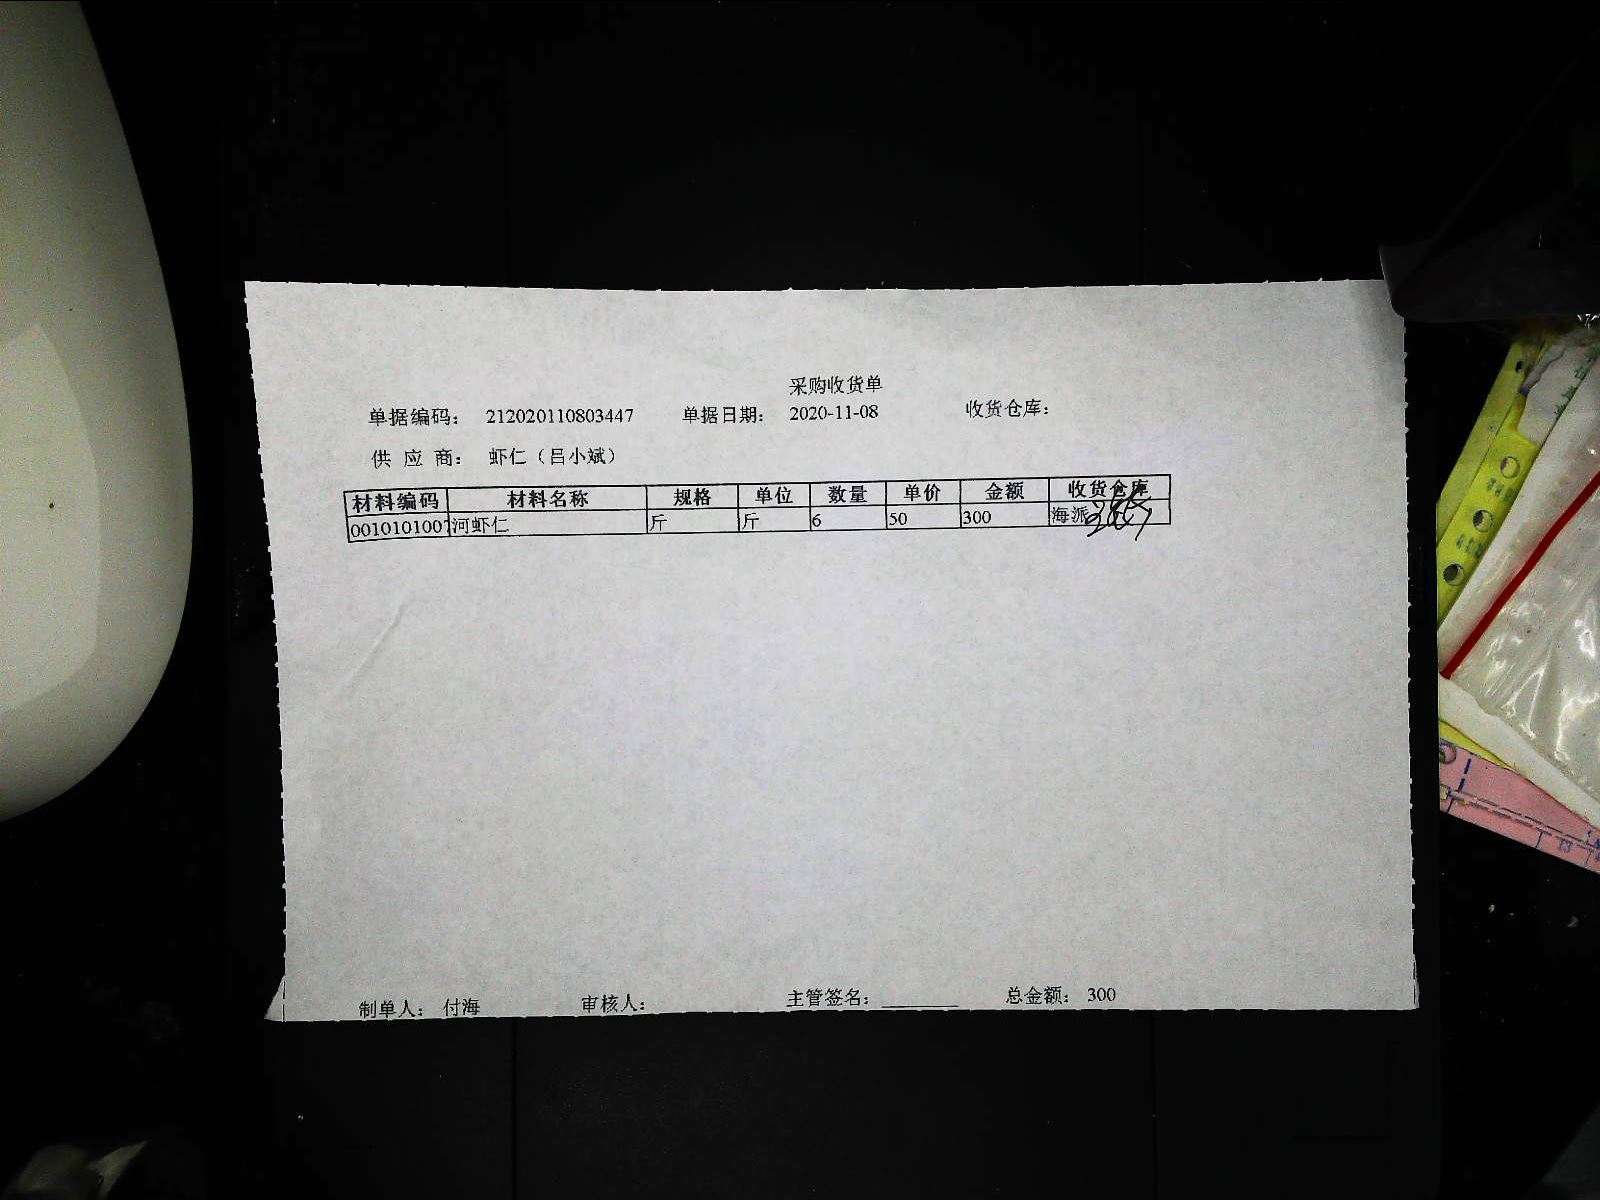 采购收货单
单据编码： 212020110803447 单据日期： 2020-11-08 收货仓库：
供 应 商： 虾仁（吕小斌）
材料编码 材料名称 规格 单位 数量 单价 金额 收货仓库
0010101007 河虾仁 斤 斤 6 50 300 海派
制单人： 付海 审核人： 主管签名： 总金额： 300